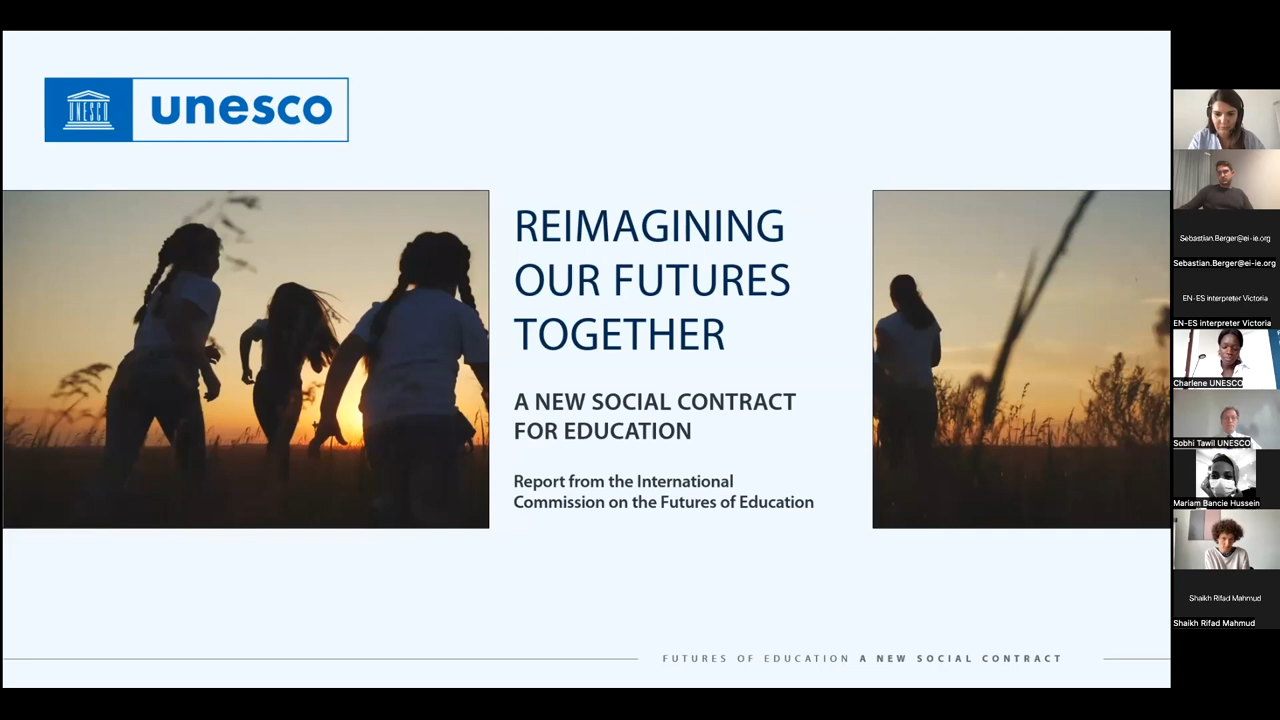 UNESCO
unesco
REIMAGINING
OUR FUTURES
TOGETHER
A NEW SOCIAL CONTRACT
FOR EDUCATION
Report from the International
Commission on the Futures of Education
FUTURES OF EDUCATION A NEW SOCIAL CONTRACT
Sebastian.Berger@ei-ie.org
Sebastian.Berger@ei-ie.org
EN-ES interpreter Victoria
EN-ES interpreter Victoria
Charlene UNESCO
Sobhi Tawil UNESCO
Mariam Bancie Hussein
Shaikh Rifad Mahmud
Shaikh Rifad Mahmud